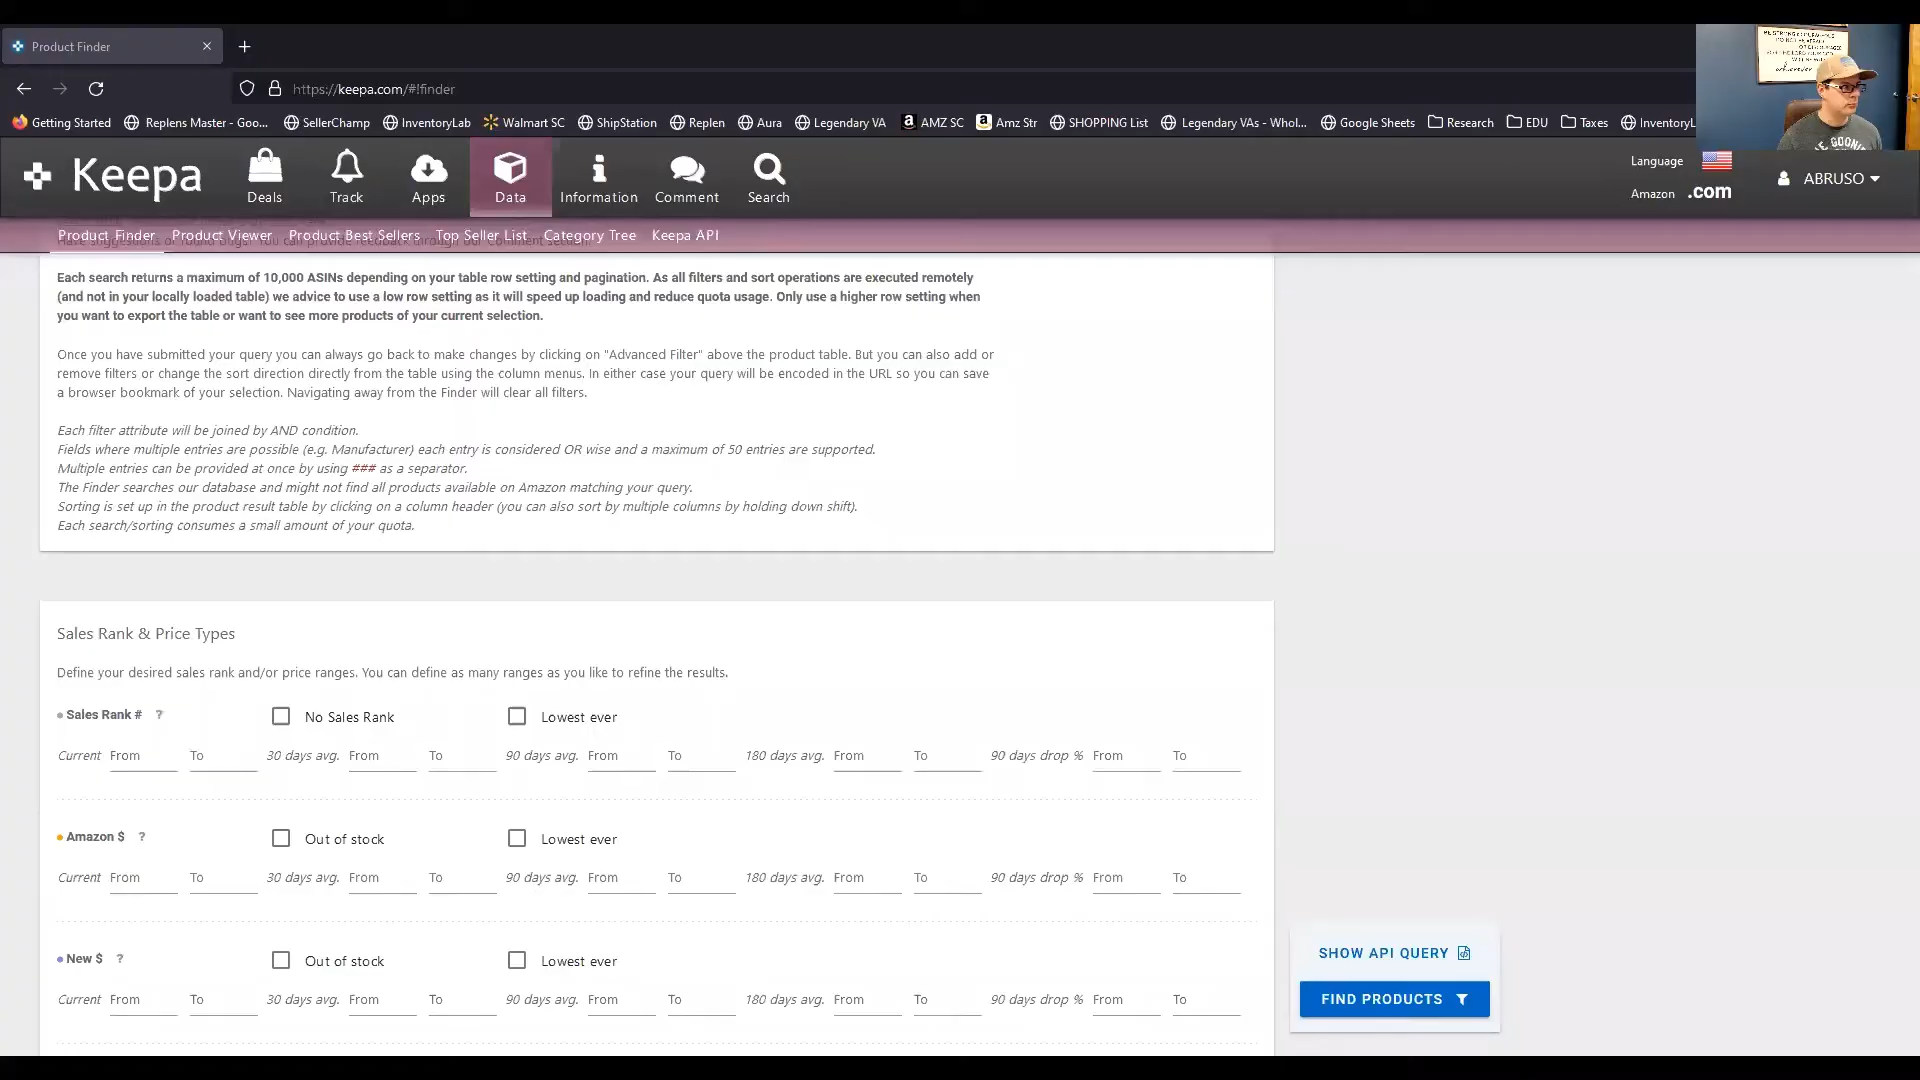 Product Finder
https://keepa.com/#!finder
Getting Started Replens Master - Goo... SellerChamp InventoryLab Walmart SC ShipStation Replen Aura Legendary VA AMZ SC Amz Str SHOPPING List Legendary VAs - Whol... Google Sheets Research EDU Taxes InventoryL
BE STRONG & COURAGEOUS
Keepa
Deals Track Apps Data Information Comment Search
Language
Amazon .com
ABRUSO
Product Finder Product Viewer Product Best Sellers Top Seller List Category Tree Keepa API
Each search returns a maximum of 10,000 ASINs depending on your table row setting and pagination. As all filters and sort operations are executed remotely
(and not in your locally loaded table) we advice to use a low row setting as it will speed up loading and reduce quota usage. Only use a higher row setting when
you want to export the table or want to see more products of your current selection.
Once you have submitted your query you can always go back to make changes by clicking on "Advanced Filter" above the product table. But you can also add or
remove filters or change the sort direction directly from the table using the column menus. In either case your query will be encoded in the URL so you can save
a browser bookmark of your selection. Navigating away from the Finder will clear all filters.
Each filter attribute will be joined by AND condition.
Fields where multiple entries are possible (e.g. Manufacturer) each entry is considered OR wise and a maximum of 50 entries are supported.
Multiple entries can be provided at once by using ### as a separator.
The Finder searches our database and might not find all products available on Amazon matching your query.
Sorting is set up in the product result table by clicking on a column header (you can also sort by multiple columns by holding down shift).
Each search/sorting consumes a small amount of your quota.
Sales Rank & Price Types
Define your desired sales rank and/or price ranges. You can define as many ranges as you like to refine the results.
Sales Rank # ? No Sales Rank Lowest ever
Current From To 30 days avg. From To 90 days avg. From To 180 days avg. From To 90 days drop % From To
Amazon $ ? Out of stock Lowest ever
Current From To 30 days avg. From To 90 days avg. From To 180 days avg. From To 90 days drop % From To
New $ ? Out of stock Lowest ever
Current From To 30 days avg. From To 90 days avg. From To 180 days avg. From To 90 days drop % From To
SHOW API QUERY
FIND PRODUCTS